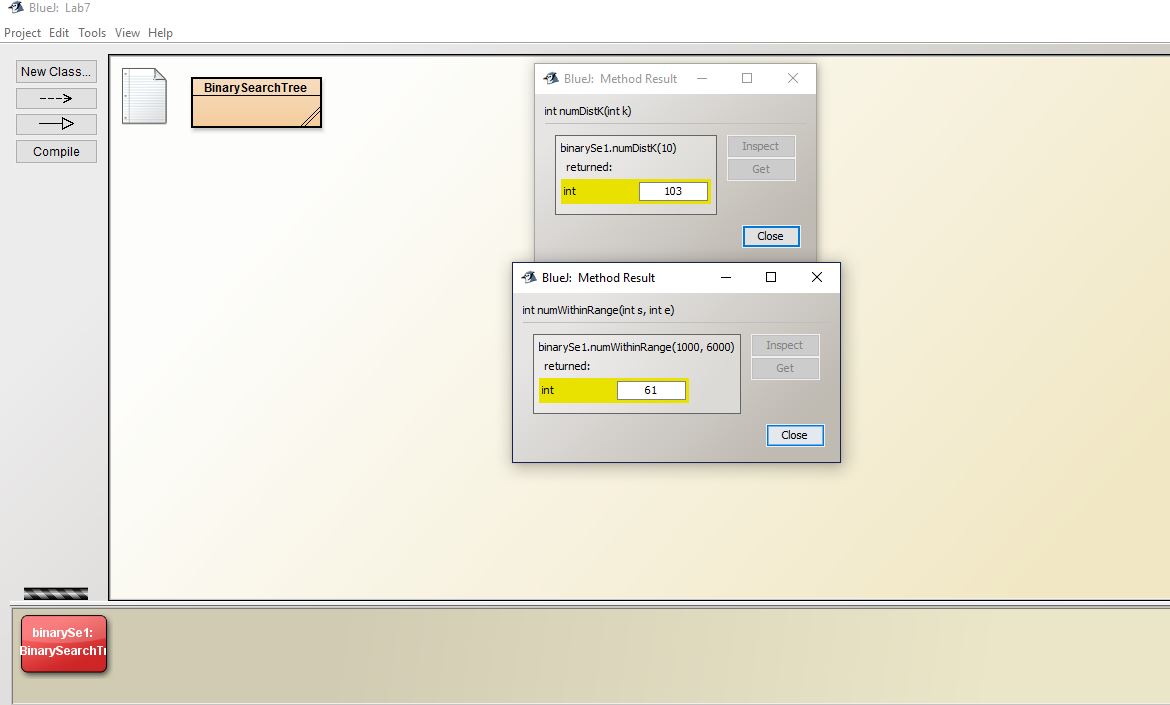 BlueJ: Lab7
Project Edit Tools View Help
New Class...
Compile
BinarySearchTree
BlueJ: Method Result
int numDistK(int k)
binarySe1.numDistK(10)
returned:
int 103
Inspect
Get
Close
BlueJ: Method Result
int numWithinRange(int s, int e)
binarySe1.numWithinRange(1000, 6000)
returned:
int 61
Inspect
Get
Close
binarySe1:
BinarySearchTr